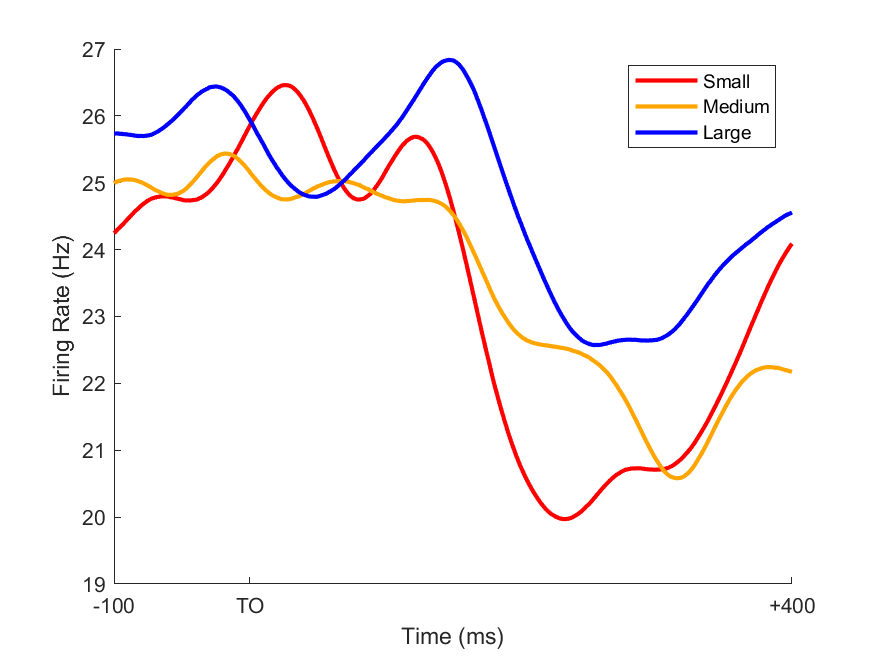 27
26
25
24
23
22
21
20
19
Firing Rate (Hz)
Small
Medium
Large
-100
TO
+400
Time (ms)